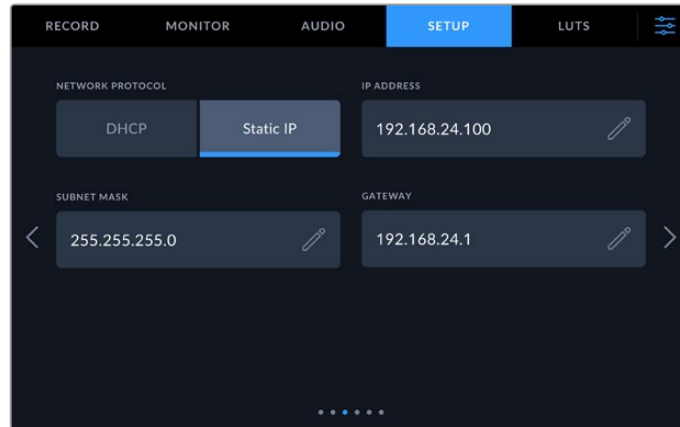 RECORD MONITOR AUDIO SETUP LUTS
NETWORK PROTOCOL IP ADDRESS
DHCP Static IP 192.168.24.100
SUBNET MASK GATEWAY
255.255.255.0 192.168.24.1